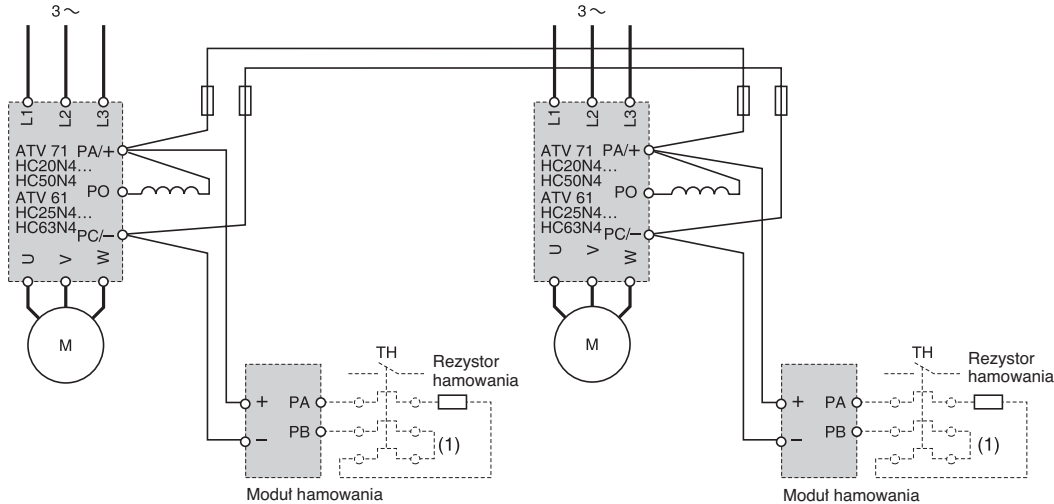 3～
L1
L2
L3
ATV 71 PA/+
HC20N4...
HC50N4
PO
ATV 61
HC25N4...
HC63N4
PC/–
U
V
W
M
+
–
PA
PB
TH
Rezystor
hamowania
(1)
Moduł hamowania
3～
L1
L2
L3
ATV 71 PA/+
HC20N4...
HC50N4
PO
ATV 61
HC25N4...
HC63N4
PC/–
U
V
W
M
+
–
PA
PB
TH
Rezystor
hamowania
(1)
Moduł hamowania